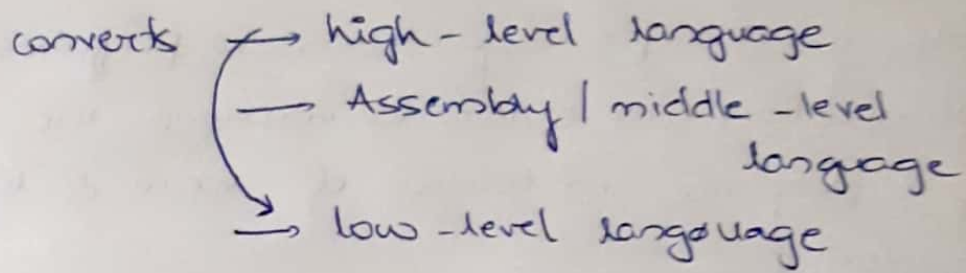 converts → high-level language
→ Assembly / middle-level
language
→ low-level language